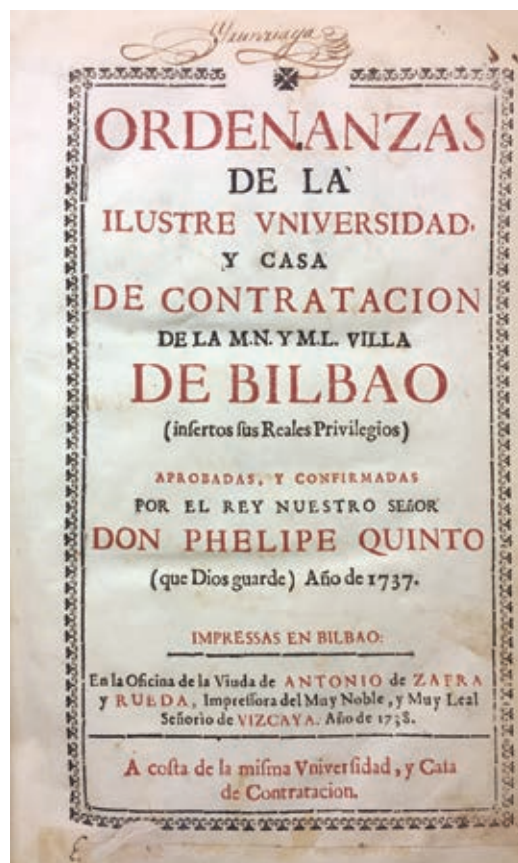 ORDENANZAS
DE LA
ILUSTRE VNIVERSIDAD,
Y CASA
DE CONTRATACION
DE LA M.N. Y M.L. VILLA
DE BILBAO
(insertos sus Reales Privilegios)
APROBADAS, Y CONFIRMADAS
POR EL REY NUESTRO SEñOR
DON PHELIPE QUINTO
(que Dios guarde) Año de 1737.
IMPRESSAS EN BILBAO:
En la Oficina de la Viuda de ANTONIO de ZAFRA
y RUEDA, Impressora del Muy Noble, y Muy Leal
Señorio de VIZCAYA. Año de 1738.
A costa de la misma Vniversidad, y Casa
de Contratacion.